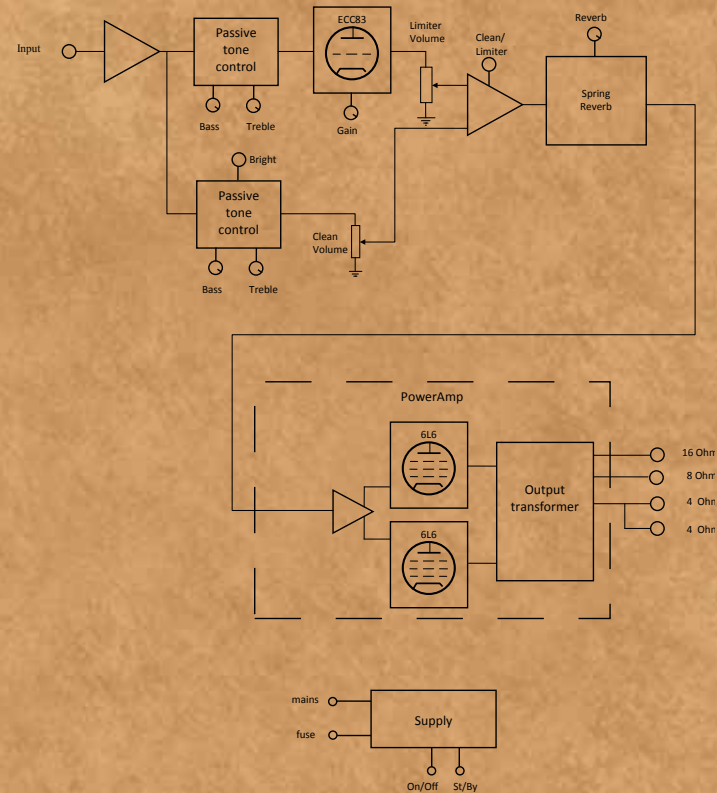 Input
Passive
tone
control
Bass
Treble
ECC83
Gain
Limiter
Volume
Clean/
Limiter
Reverb
Spring
Reverb
Bright
Passive
tone
control
Bass
Treble
Clean
Volume
PowerAmp
6L6
6L6
Output
transformer
16 Ohm
8 Ohm
4 Ohm
4 Ohm
mains
fuse
Supply
On/Off
St/By